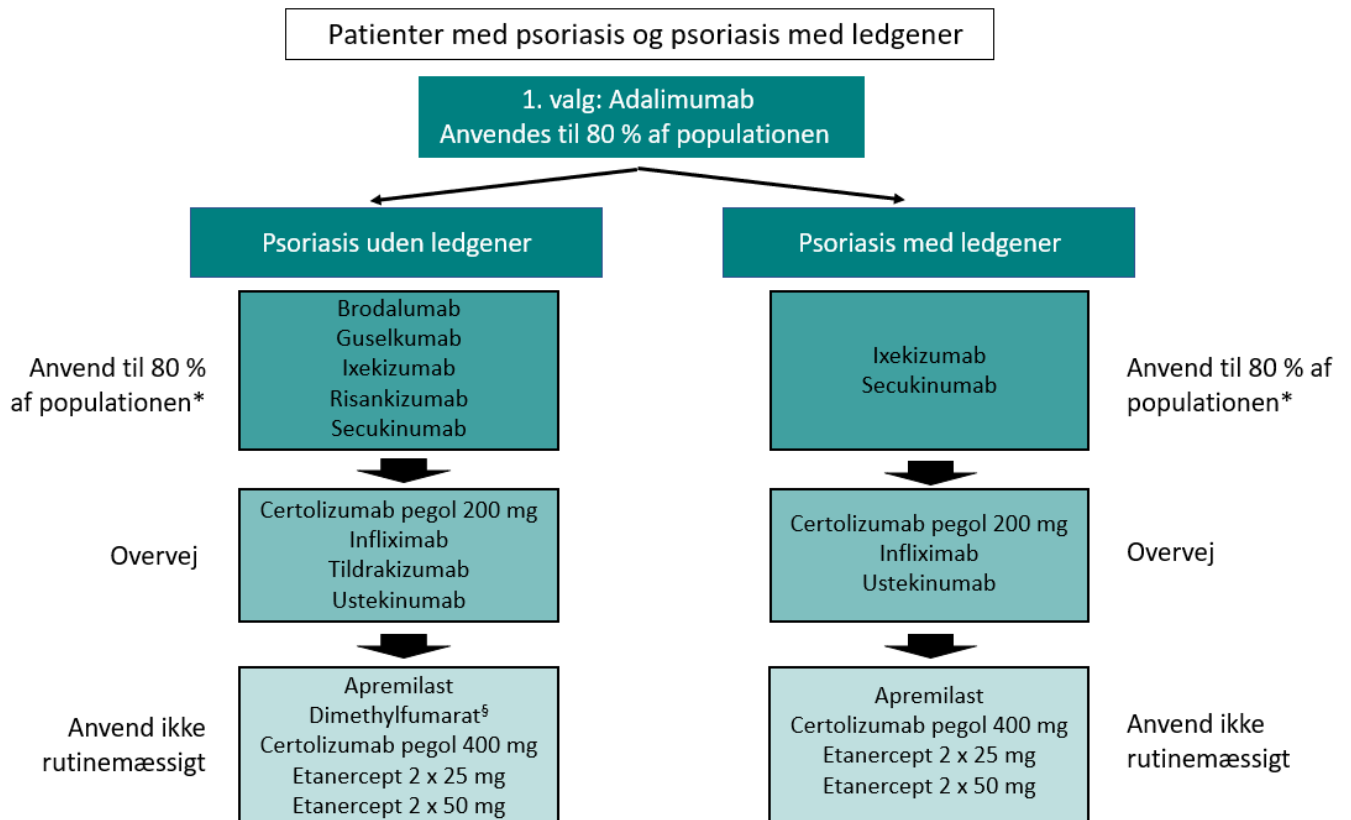 Patienter med psoriasis og psoriasis med ledgener
1. valg: Adalimumab
Anvendes til 80 % af populationen
Psoriasis uden ledgener
Psoriasis med ledgener
Anvend til 80 %
af populationen*
Brodalumab
Guselkumab
Ixekizumab
Risankizumab
Secukinumab
Ixekizumab
Secukinumab
Anvend til 80 % af
populationen*
Overvej
Certolizumab pegol 200 mg
Infliximab
Tildrakizumab
Ustekinumab
Certolizumab pegol 200 mg
Infliximab
Ustekinumab
Overvej
Anvend ikke
rutinemæssigt
Apremilast
Dimethylfumarat§
Certolizumab pegol 400 mg
Etanercept 2 x 25 mg
Etanercept 2 x 50 mg
Apremilast
Certolizumab pegol 400 mg
Etanercept 2 x 25 mg
Etanercept 2 x 50 mg
Anvend ikke
rutinemæssigt